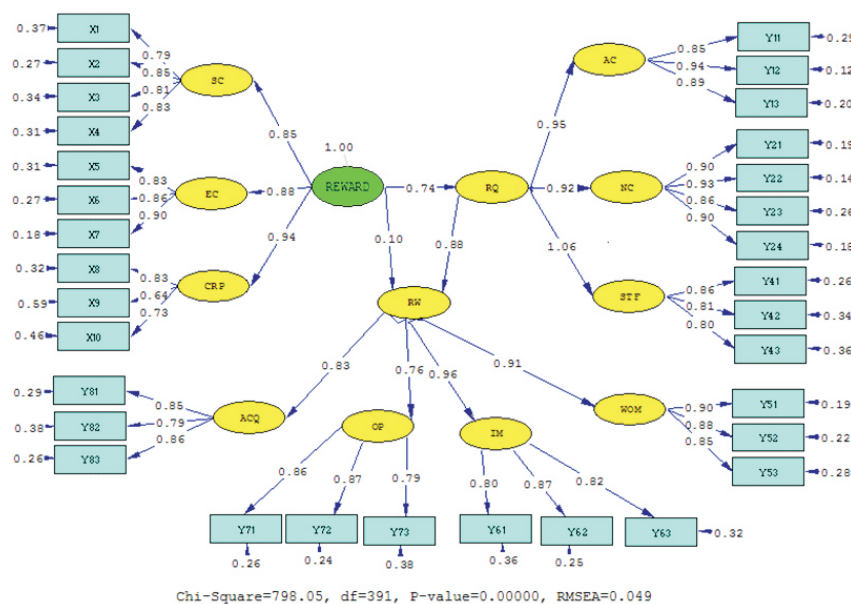 0.37 X1
0.27 X2
0.34 X3
0.31 X4
0.31 X5
0.27 X6
0.18 X7
0.32 X8
0.59 X9
0.46 X10
0.79
0.85
0.81
0.83
SC
0.83
0.86
0.90
EC
0.83
0.64
0.73
CRP
0.85
0.88
0.94
1.00
REWARD
0.74
RQ
0.10
0.88
RW
0.95
0.92
1.06
AC
0.85
0.94
0.89
Y11 0.29
Y12 0.12
Y13 0.20
NC
0.90
0.93
0.86
0.90
Y21 0.19
Y22 0.14
Y23 0.26
Y24 0.18
STF
0.86
0.81
0.80
Y41 0.26
Y42 0.34
Y43 0.36
0.83
0.76
0.96
0.91
0.29 Y81
0.38 Y82
0.26 Y83
0.85
0.79
0.86
ACQ
OP
IM
WOM
0.90
0.88
0.85
Y51 0.19
Y52 0.22
Y53 0.28
0.86
0.87
0.79
0.80
0.87
0.82
Y71
Y72
Y73
Y61
Y62
Y63 0.32
0.26
0.24
0.38
0.36
0.25
Chi-Square=798.05, df=391, P-value=0.00000, RMSEA=0.049